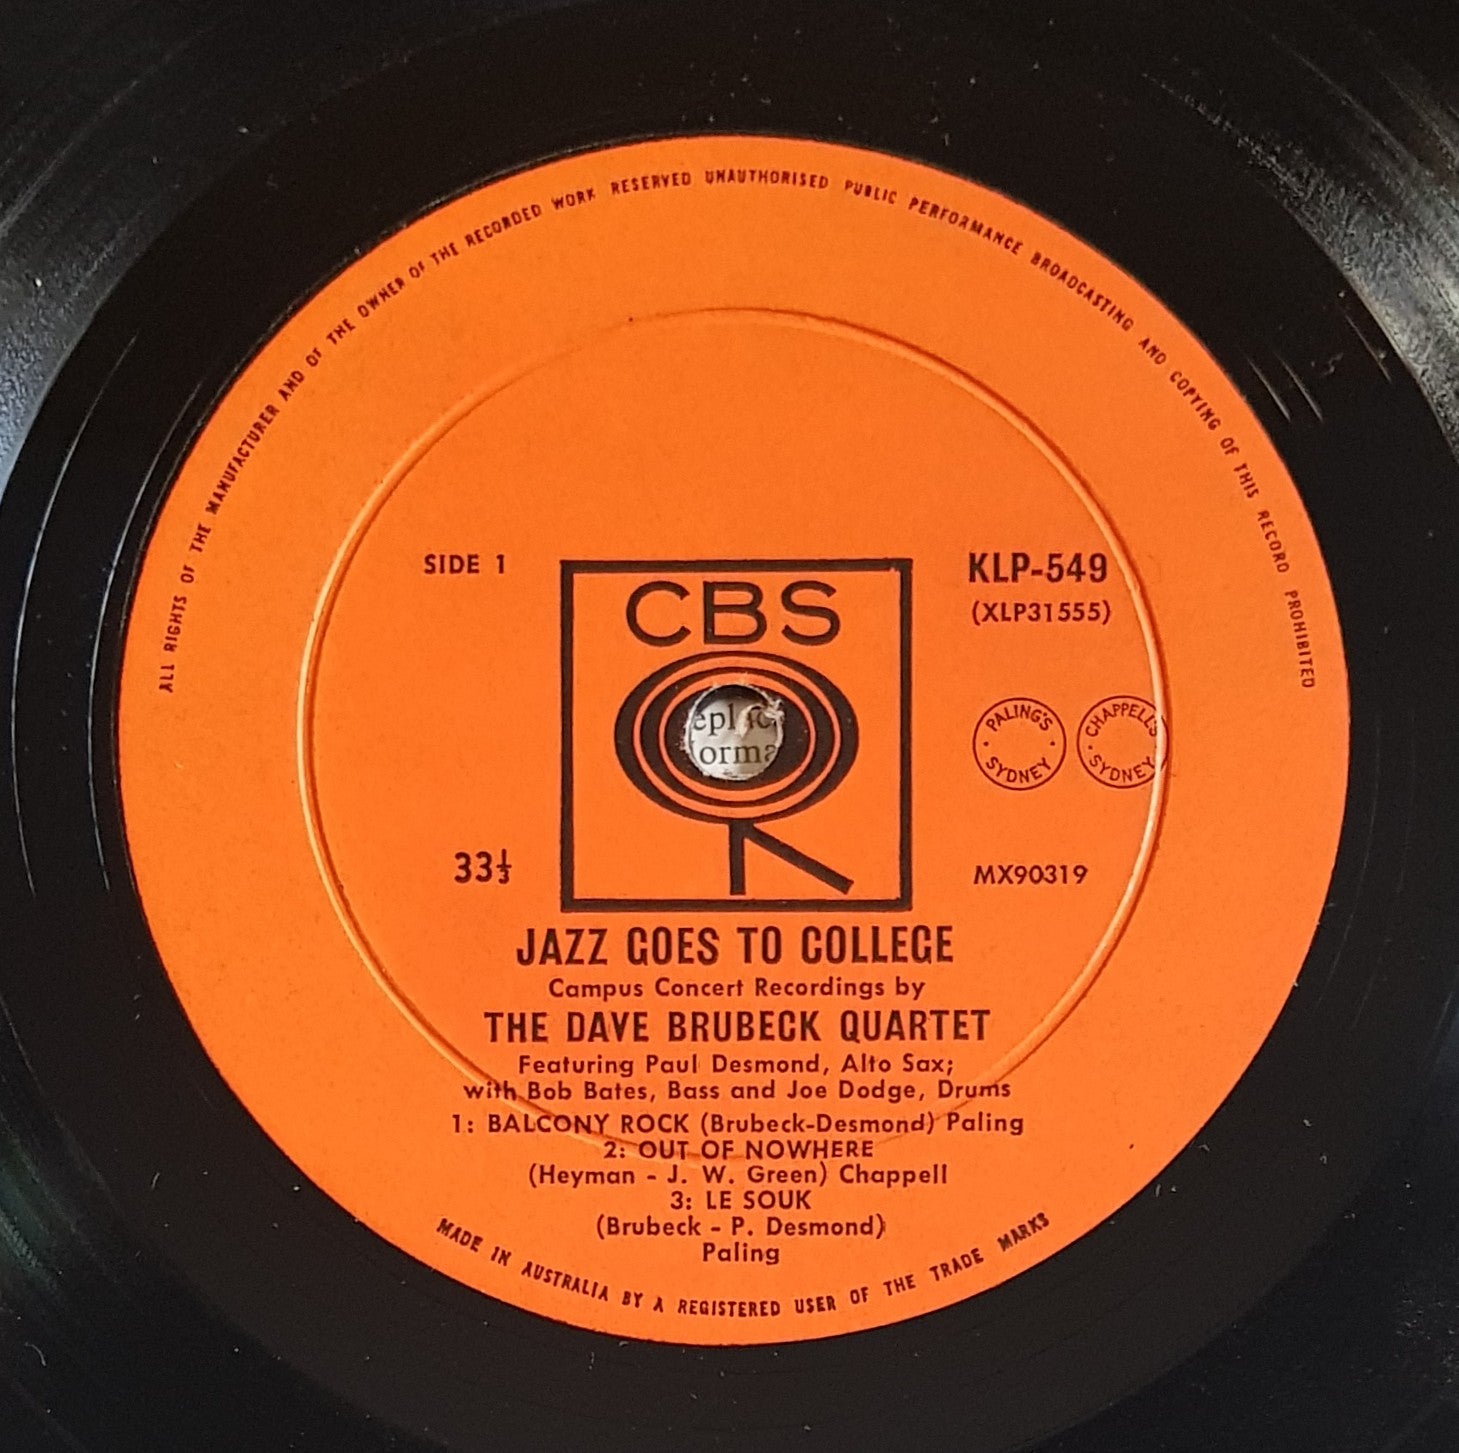 ALL RIGHTS OF THE MANUFACTURER AND OF THE OWNER OF THE RECORDED WORK RESERVED UNAUTHORISED PUBLIC PERFORMANCE BROADCASTING AND COPYING OF THIS RECORD PROHIBITED
SIDE 1
CBS
KLP-549
(XLP31555)
PALING'S
SYDNEY
CHAPPELL'S
SYDNEY
33⅓
MX90319
JAZZ GOES TO COLLEGE
Campus Concert Recordings by
THE DAVE BRUBECK QUARTET
Featuring Paul Desmond, Alto Sax;
with Bob Bates, Bass and Joe Dodge, Drums
1: BALCONY ROCK (Brubeck-Desmond) Paling
2: OUT OF NOWHERE
(Heyman - J. W. Green) Chappell
3: LE SOUK
(Brubeck - P. Desmond)
Paling
MADE IN AUSTRALIA BY A REGISTERED USER OF THE TRADE MARKS